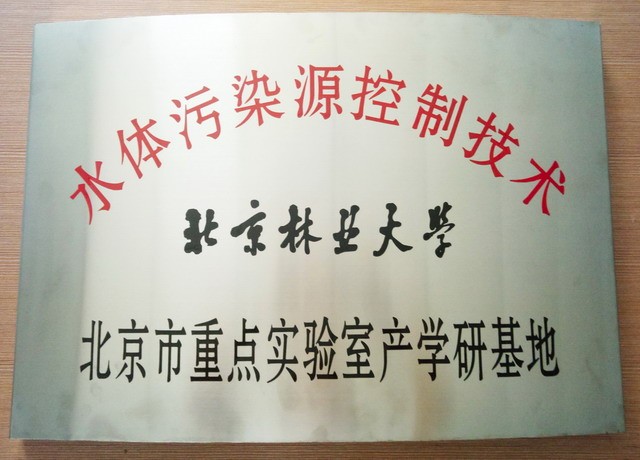 水体污染源控制技术
北京林业大学
北京市重点实验室产学研基地